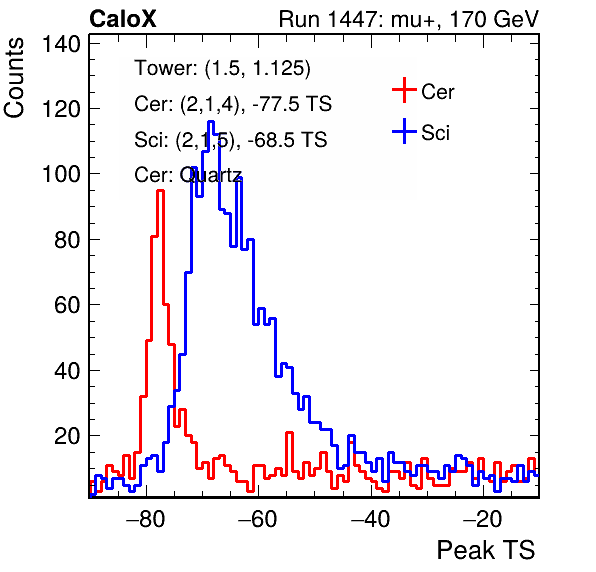 CaloX Run 1447: mu+, 170 GeV
Counts
140
120
100
80
60
40
20
Tower: (1.5, 1.125)
Cer: (2,1,4), -77.5 TS
Sci: (2,1,5), -68.5 TS
Cer: Quartz
Cer
Sci
−80 −60 −40 −20
Peak TS